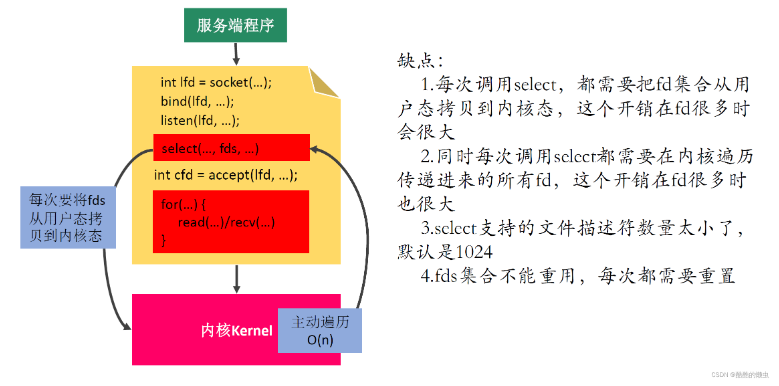 服务端程序
int lfd = socket(...);
bind(lfd, ...);
listen(lfd, ...);
select(..., fds, ...)
int cfd = accept(lfd, ...);
for(...) {
read(...)/recv(...)
}
每次要将fds
从用户态拷
贝到内核态
内核Kernel
主动遍历
O(n)
缺点：
1.每次调用select，都需要把fd集合从用
户态拷贝到内核态，这个开销在fd很多时
会很大
2.同时每次调用select都需要在内核遍历
传递进来的所有fd，这个开销在fd很多时
也很大
3.select支持的文件描述符数量太小了，
默认是1024
4.fds集合不能重用，每次都需要重置
CSDN @酷酷的懒虫